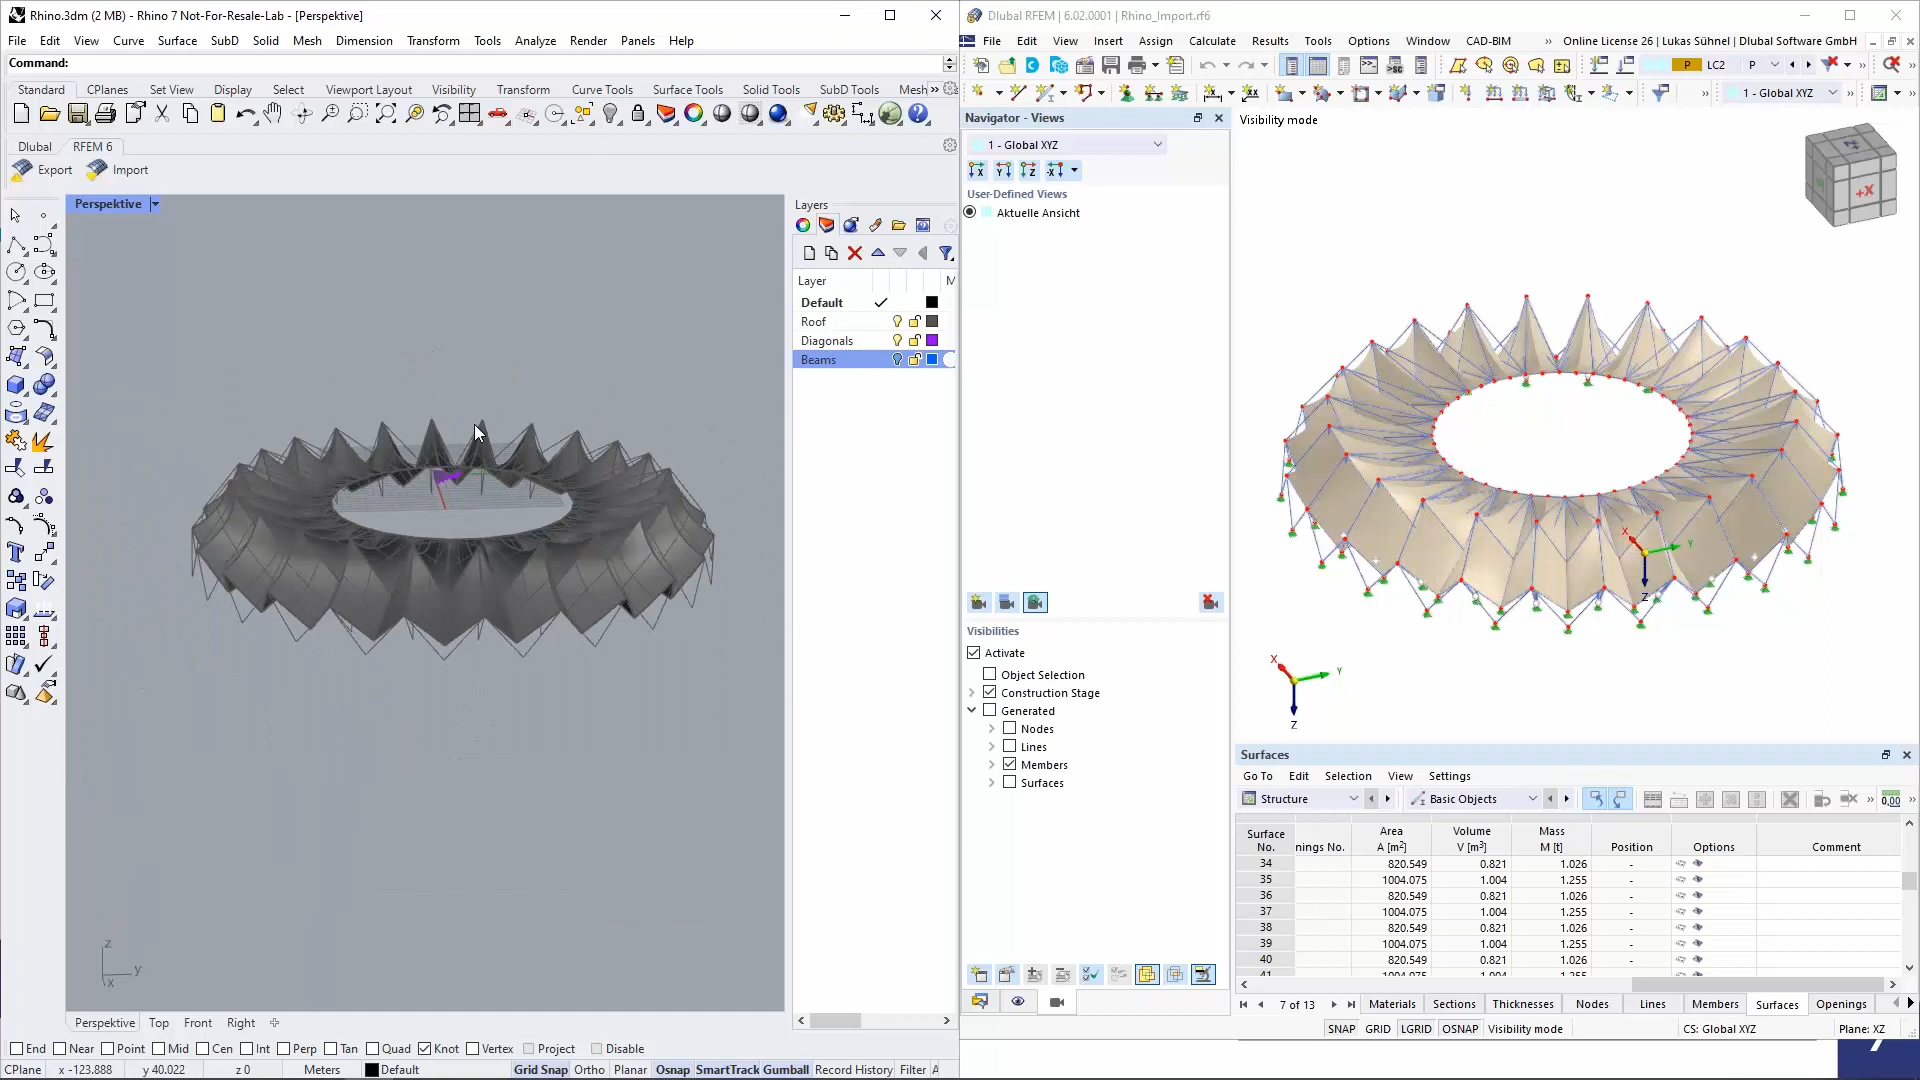 Rhino.3dm (2 MB) - Rhino 7 Not-For-Resale-Lab - [Perspektive]
File Edit View Curve Surface SubD Solid Mesh Dimension Transform Tools Analyze Render Panels Help
Command:
Standard CPlanes Set View Display Select Viewport Layout Visibility Transform Curve Tools Surface Tools Solid Tools SubD Tools Mesh
Dlubal RFEM 6
Export Import
Perspektive
z
y
x
Layers
Layer M
Default
Roof
Diagonals
Beams
Perspektive Top Front Right
End Near Point Mid Cen Int Perp Tan Quad Knot Vertex Project Disable
CPlane x -123.888 y 40.022 z 0 Meters Default Grid Snap Ortho Planar Osnap SmartTrack Gumball Record History Filter A
Dlubal RFEM | 6.02.0001 | Rhino_Import.rf6
File Edit View Insert Assign Calculate Results Tools Options Window CAD-BIM Online License 26 | Lukas Sühnel | Dlubal Software GmbH
P LC2 P
1 - Global XYZ
Navigator - Views
1 - Global XYZ
User-Defined Views
Aktuelle Ansicht
Visibilities
Activate
Object Selection
Construction Stage
Generated
Nodes
Lines
Members
Surfaces
Visibility mode
+X
X
Y
Z
X
Y
Z
Surfaces
Go To Edit Selection View Settings
Structure Basic Objects 0,00
Surface Area Volume Mass
No. nings No. A [m²] V [m³] M [t] Position Options Comment
34 820.549 0.821 1.026 -
35 1004.075 1.004 1.255 -
36 820.549 0.821 1.026 -
37 1004.075 1.004 1.255 -
38 820.549 0.821 1.026 -
39 1004.075 1.004 1.255 -
40 820.549 0.821 1.026 -
41 1004.075 1.004 1.255 -
7 of 13 Materials Sections Thicknesses Nodes Lines Members Surfaces Openings
SNAP GRID LGRID OSNAP Visibility mode CS: Global XYZ Plane: XZ